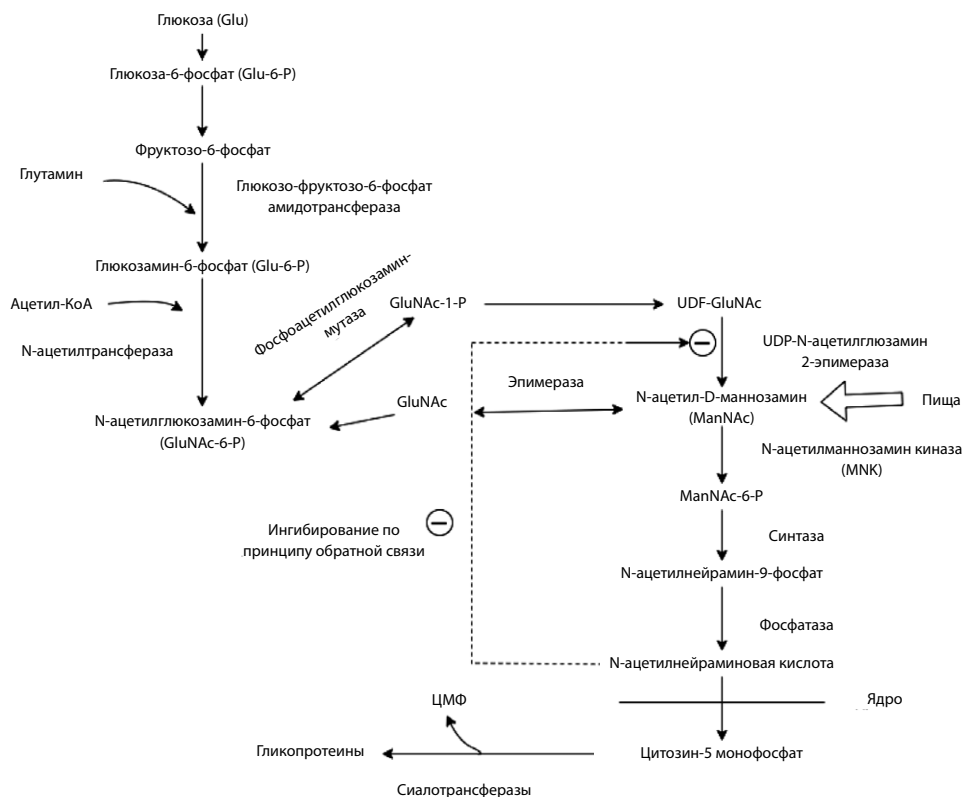 Глюкоза (Glu)
Глюкоза-6-фосфат (Glu-6-P)
Фруктозо-6-фосфат
Глутамин
Глюкозо-фруктозо-6-фосфат
амидотрансфераза
Глюкозамин-6-фосфат (Glu-6-P)
Ацетил-КоА
N-ацетилтрансфераза
Фосфоацетилглюкозамин-
мутаза
GluNAc-1-P
UDF-GluNAc
UDP-N-ацетилглюзамин
2-эпимераза
Эпимераза
GluNAc
N-ацетилглюкозамин-6-фосфат
(GluNAc-6-P)
N-ацетил-D-маннозамин
(ManNAc)
Пища
N-ацетилманнозамин киназа
(MNK)
ManNAc-6-P
Ингибирование по
принципу обратной связи
Синтаза
N-ацетилнейрамин-9-фосфат
Фосфатаза
N-ацетилнейраминовая кислота
Ядро
ЦМФ
Гликопротеины
Цитозин-5 монофосфат
Сиалотрансферазы